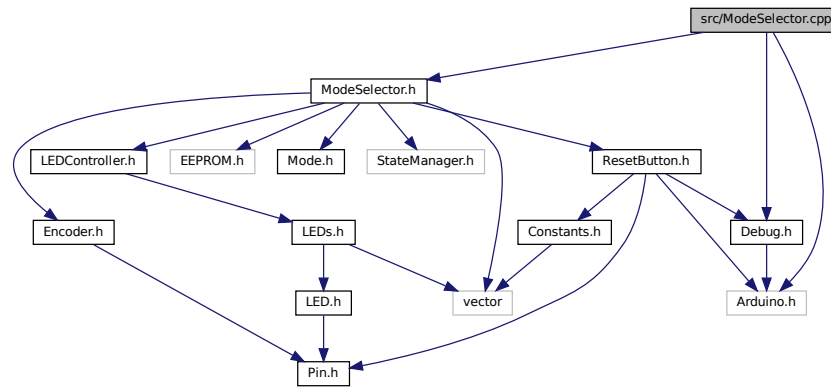 src/ModeSelector.cpp
ModeSelector.h
LEDController.h
EEPROM.h
Mode.h
StateManager.h
ResetButton.h
Encoder.h
LEDs.h
Constants.h
Debug.h
LED.h
vector
Arduino.h
Pin.h